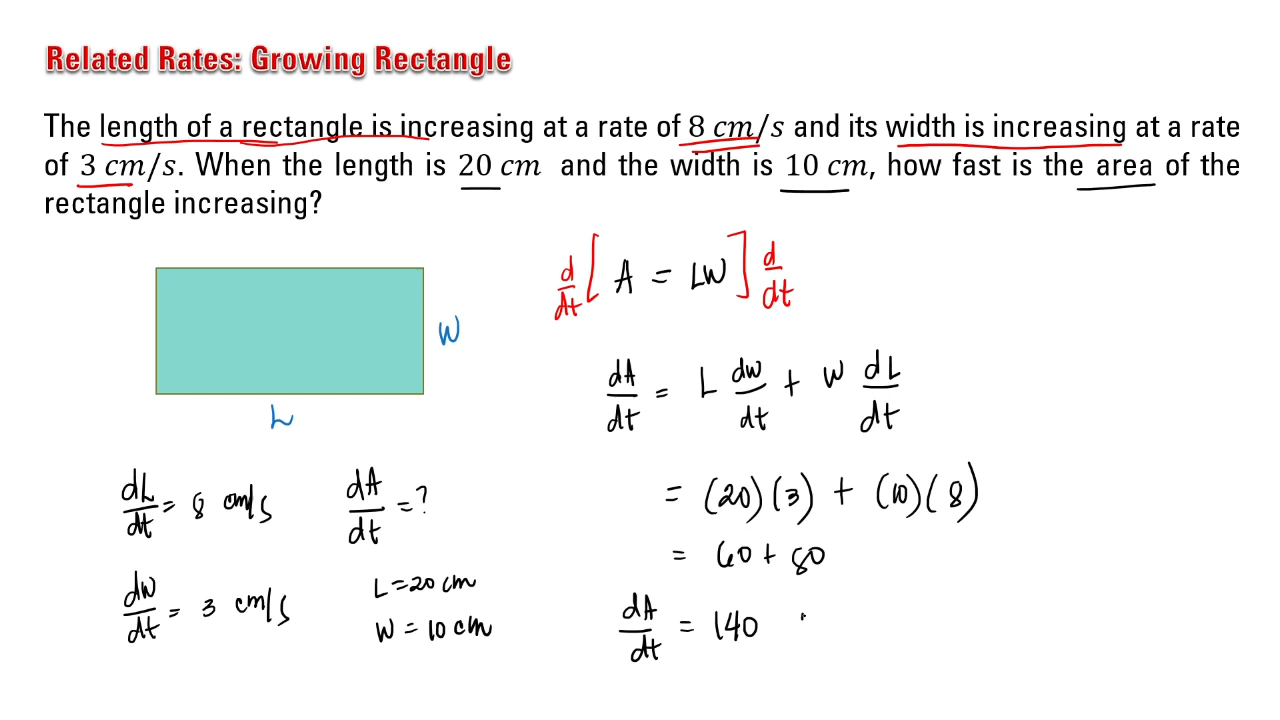 Related Rates: Growing Rectangle
The length of a rectangle is increasing at a rate of 8 cm/s and its width is increasing at a rate
of 3 cm/s. When the length is 20 cm and the width is 10 cm, how fast is the area of the
rectangle increasing?
d/dt [ A = LW ] d/dt
W
L
dA/dt = L dw/dt + W dL/dt
dL/dt = 8 cm/s
dA/dt = ?
= (20)(3) + (10)(8)
= 60 + 80
dw/dt = 3 cm/s
L = 20 cm
W = 10 cm
dA/dt = 140